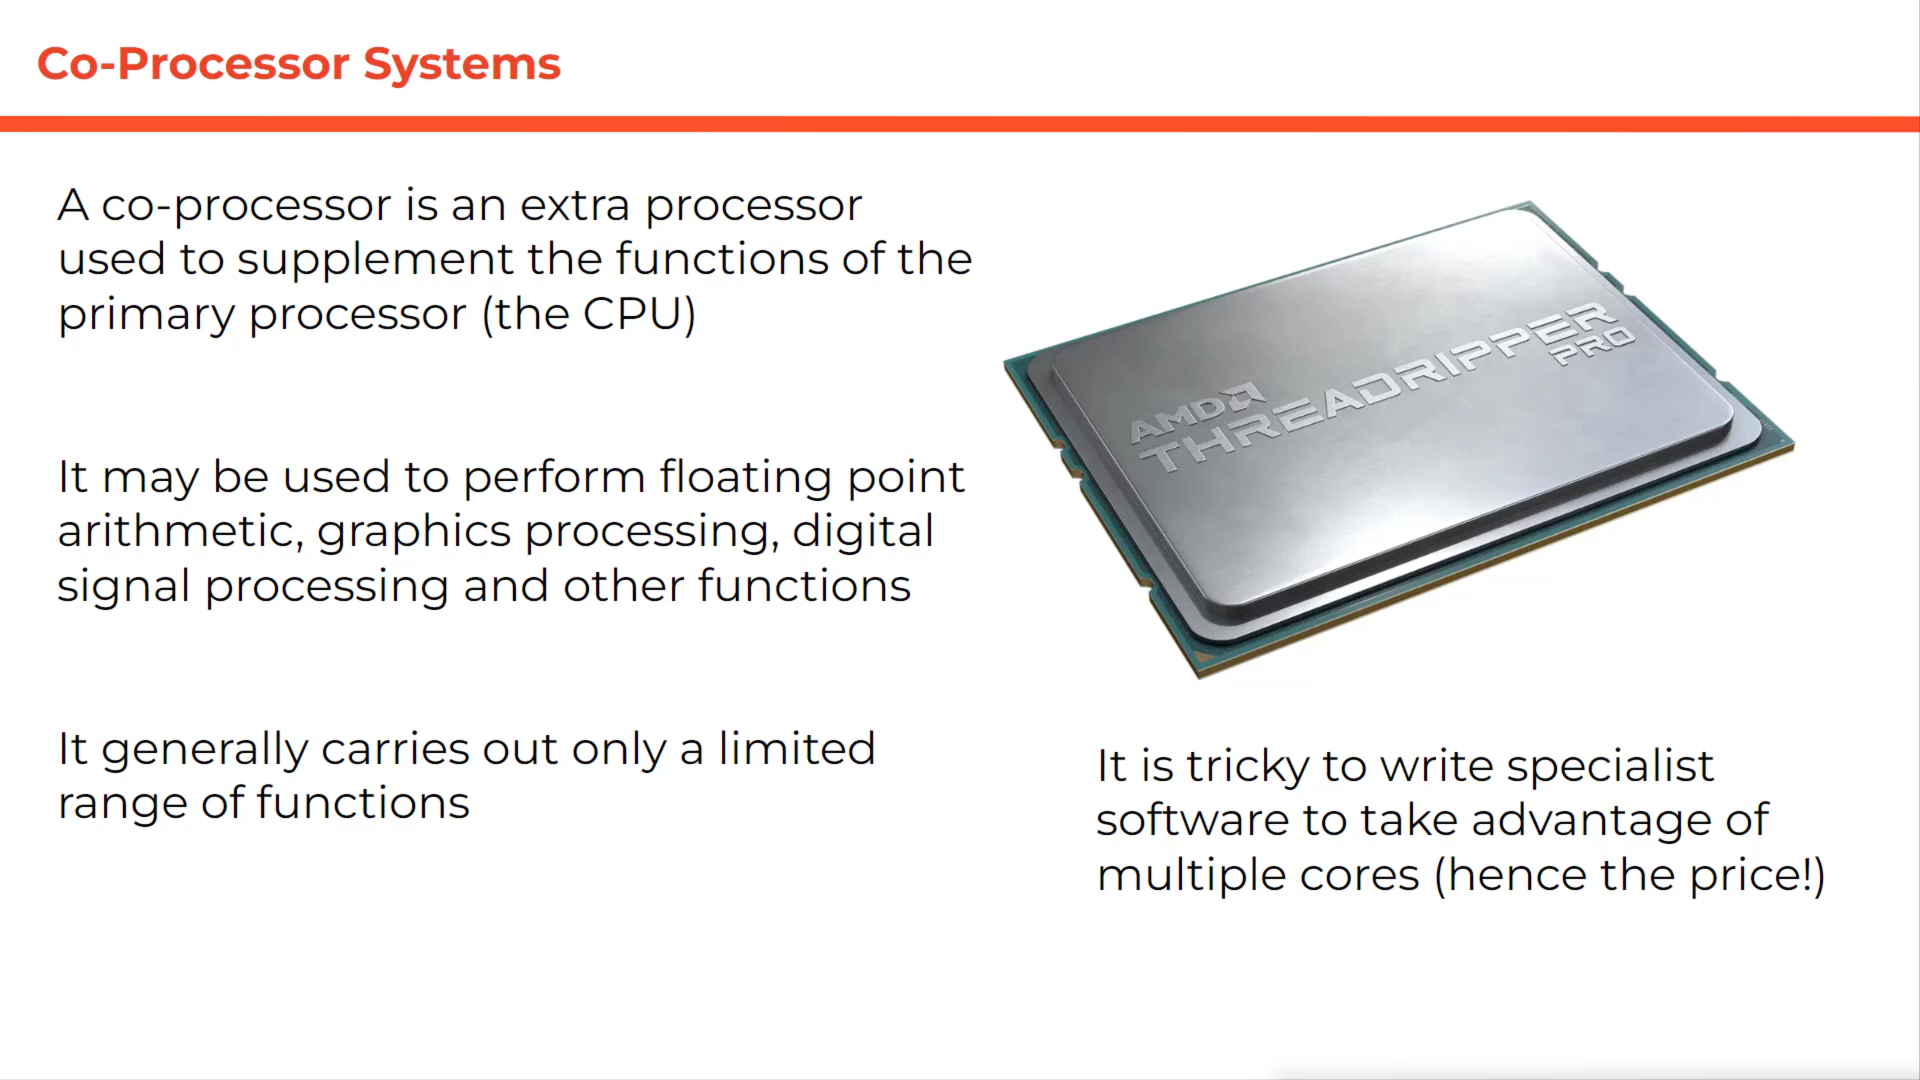 Co-Processor Systems
A co-processor is an extra processor
used to supplement the functions of the
primary processor (the CPU)
It may be used to perform floating point
arithmetic, graphics processing, digital
signal processing and other functions
It generally carries out only a limited
range of functions
AMD
THREADRIPPER
PRO
It is tricky to write specialist
software to take advantage of
multiple cores (hence the price!)